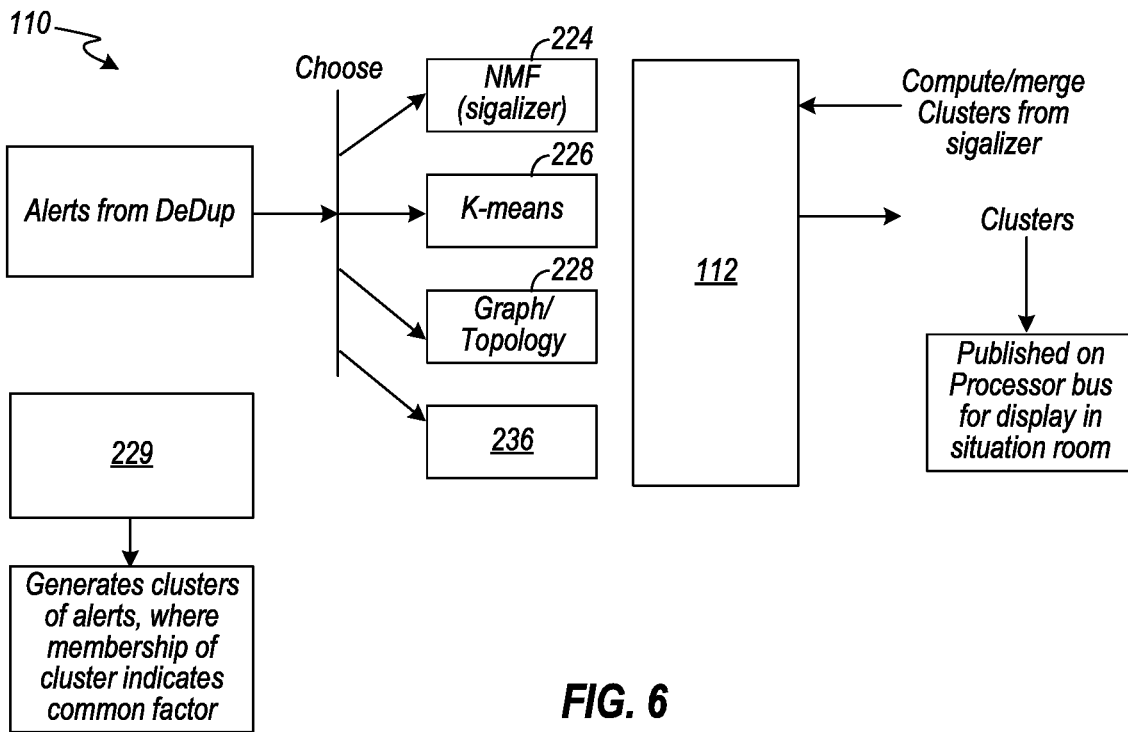 110
Choose
Alerts from DeDup
224
NMF
(sigalizer)
226
K-means
228
Graph/
Topology
236
112
Compute/merge
Clusters from
sigalizer
Clusters
Published on
Processor bus
for display in
situation room
229
Generates clusters
of alerts, where
membership of
cluster indicates
common factor
FIG. 6